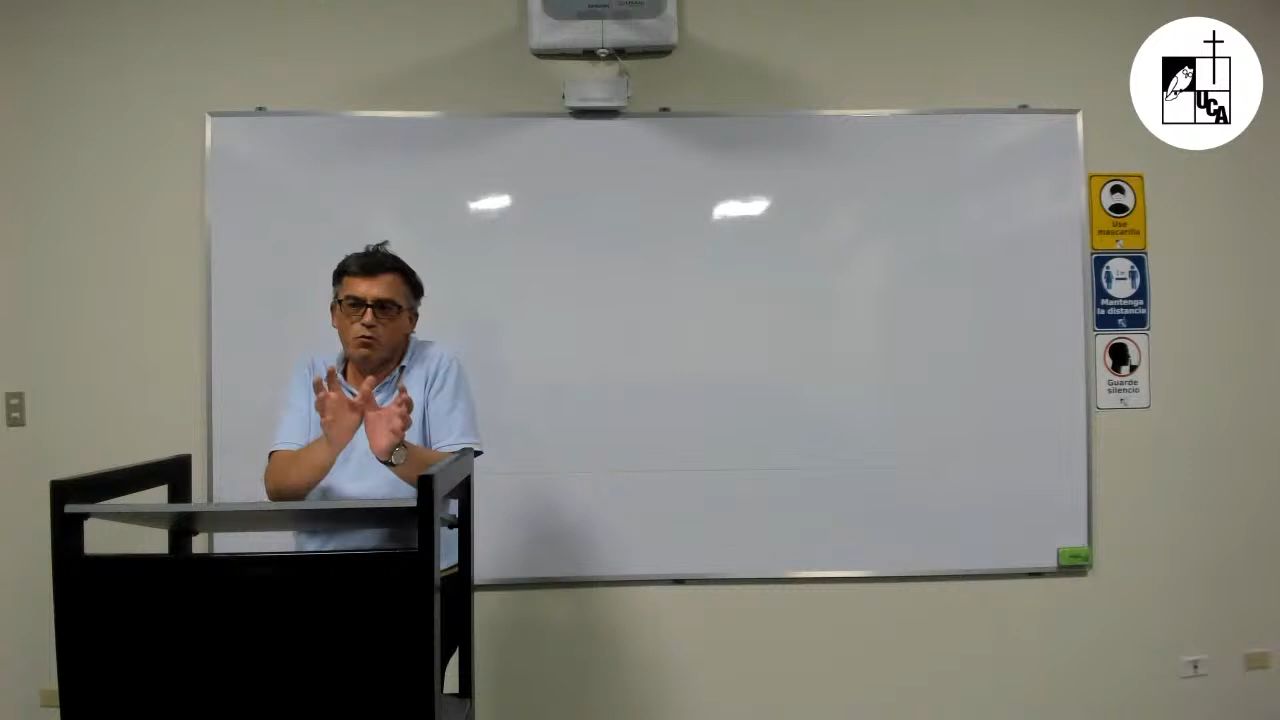 UCA
Use
mascarilla
Mantenga
la distancia
Guarde
silencio